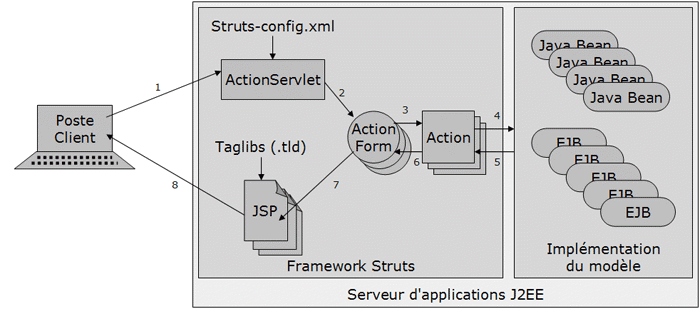 Struts-config.xml
ActionServlet
Poste
Client
Taglibs (.tld)
JSP
Action
Form
Action
1
2
3
4
5
6
7
8
Framework Struts
Java Bean
Java Bean
Java Bean
Java Bean
EJB
EJB
EJB
EJB
EJB
Implémentation
du modèle
Serveur d'applications J2EE